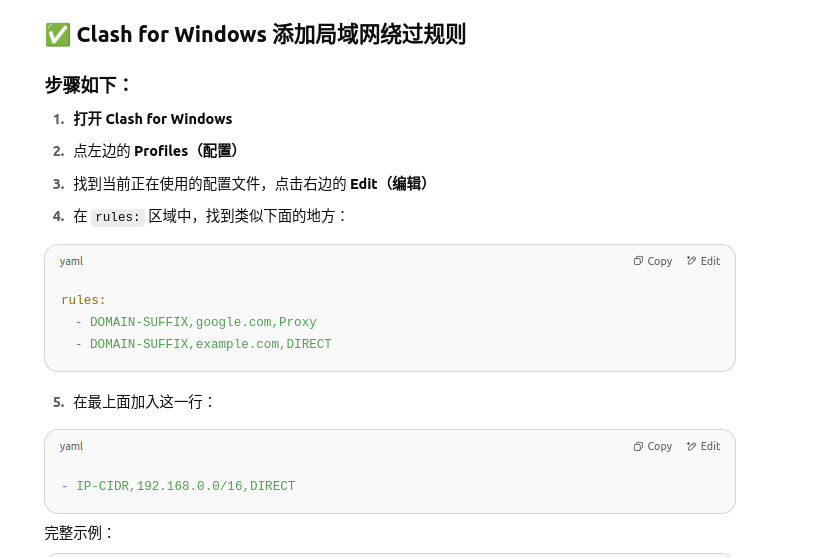 ✅ Clash for Windows 添加局域网绕过规则
步骤如下：
1. 打开 Clash for Windows
2. 点左边的 Profiles（配置）
3. 找到当前正在使用的配置文件，点击右边的 Edit（编辑）
4. 在 rules: 区域中，找到类似下面的地方：
yaml Copy Edit
rules:
- DOMAIN-SUFFIX,google.com,Proxy
- DOMAIN-SUFFIX,example.com,DIRECT
5. 在最上面加入这一行：
yaml Copy Edit
- IP-CIDR,192.168.0.0/16,DIRECT
完整示例：